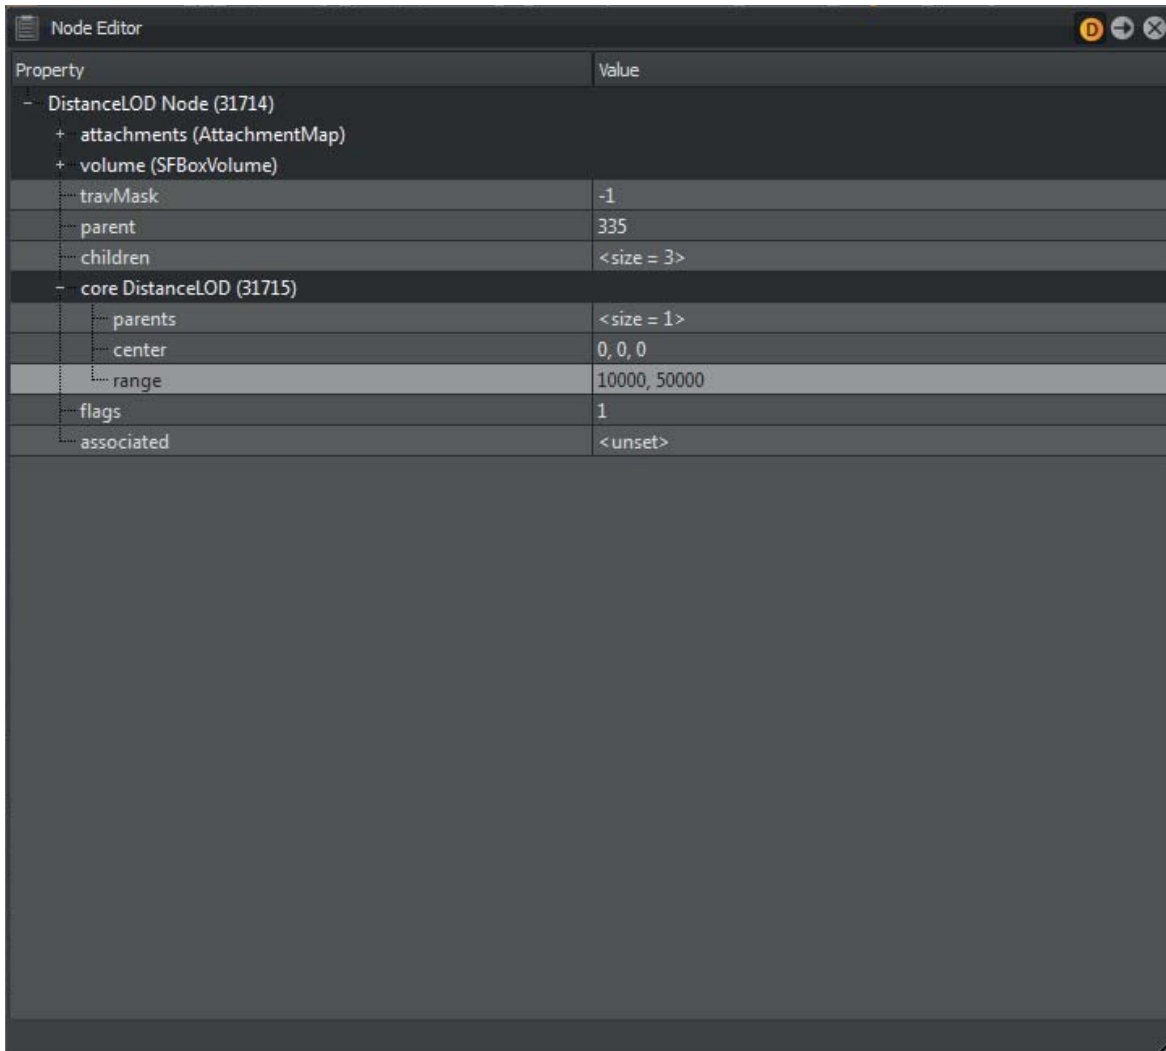 Node Editor D
Property Value
DistanceLOD Node (31714)
attachments (AttachmentMap)
volume (SFBoxVolume)
travMask -1
parent 335
children <size = 3>
core DistanceLOD (31715)
parents <size = 1>
center 0, 0, 0
range 10000, 50000
flags 1
associated <unset>